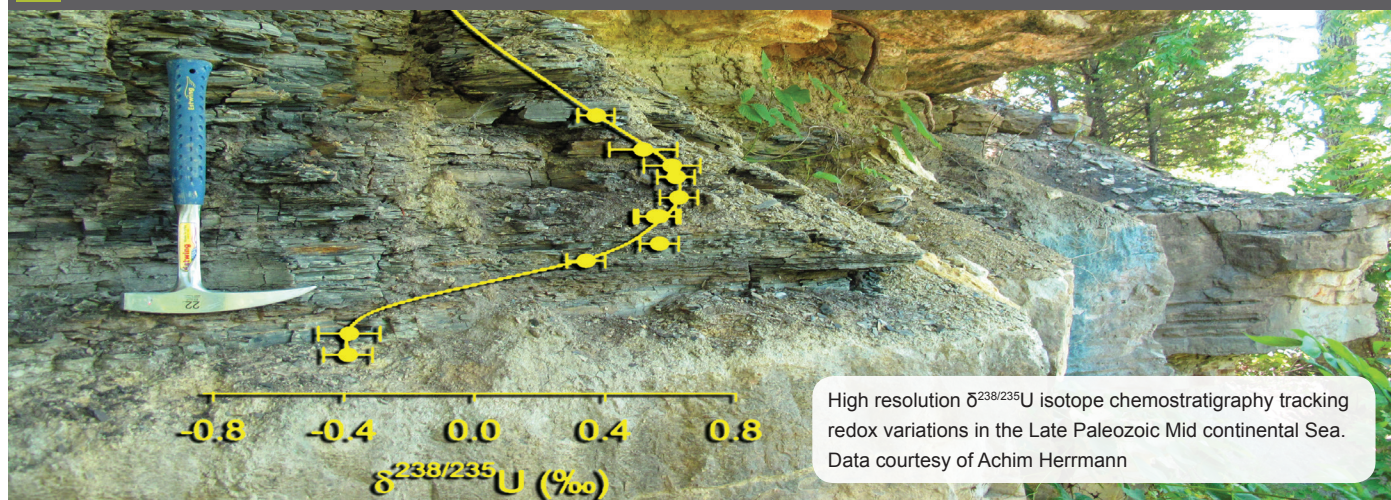 -0.8 -0.4 0.0 0.4 0.8
δ238/235U (‰)
High resolution δ238/235U isotope chemostratigraphy tracking
redox variations in the Late Paleozoic Mid continental Sea.
Data courtesy of Achim Herrmann
Estwing
22